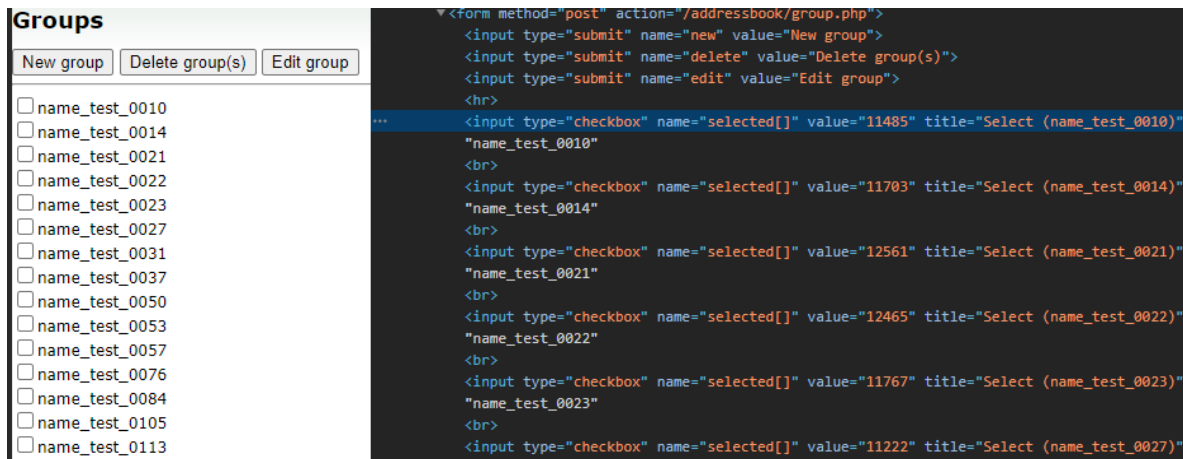 Groups
New group Delete group(s) Edit group
name_test_0010
name_test_0014
name_test_0021
name_test_0022
name_test_0023
name_test_0027
name_test_0031
name_test_0037
name_test_0050
name_test_0053
name_test_0057
name_test_0076
name_test_0084
name_test_0105
name_test_0113
▼<form method="post" action="/addressbook/group.php">
<input type="submit" name="new" value="New group">
<input type="submit" name="delete" value="Delete group(s)">
<input type="submit" name="edit" value="Edit group">
<hr>
<input type="checkbox" name="selected[]" value="11485" title="Select (name_test_0010)"
"name_test_0010"
<br>
<input type="checkbox" name="selected[]" value="11703" title="Select (name_test_0014)"
"name_test_0014"
<br>
<input type="checkbox" name="selected[]" value="12561" title="Select (name_test_0021)"
"name_test_0021"
<br>
<input type="checkbox" name="selected[]" value="12465" title="Select (name_test_0022)"
"name_test_0022"
<br>
<input type="checkbox" name="selected[]" value="11767" title="Select (name_test_0023)"
"name_test_0023"
<br>
<input type="checkbox" name="selected[]" value="11222" title="Select (name_test_0027)"